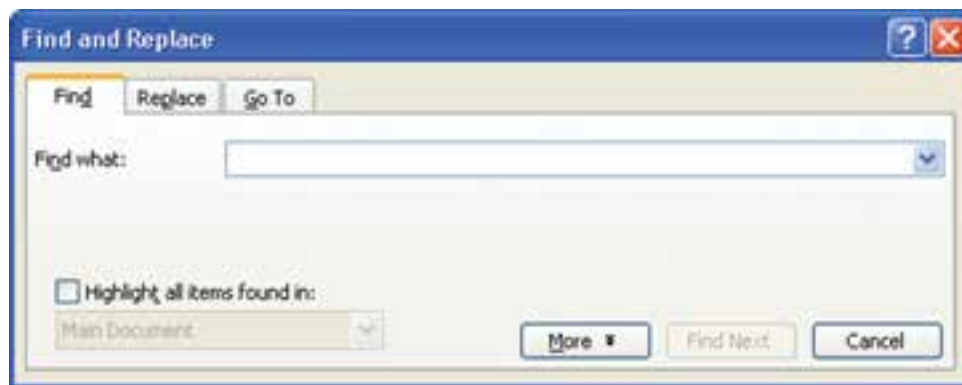 Find and Replace
Find Replace Go To
Find what:
Highlight all items found in:
Main Document
More Find Next Cancel